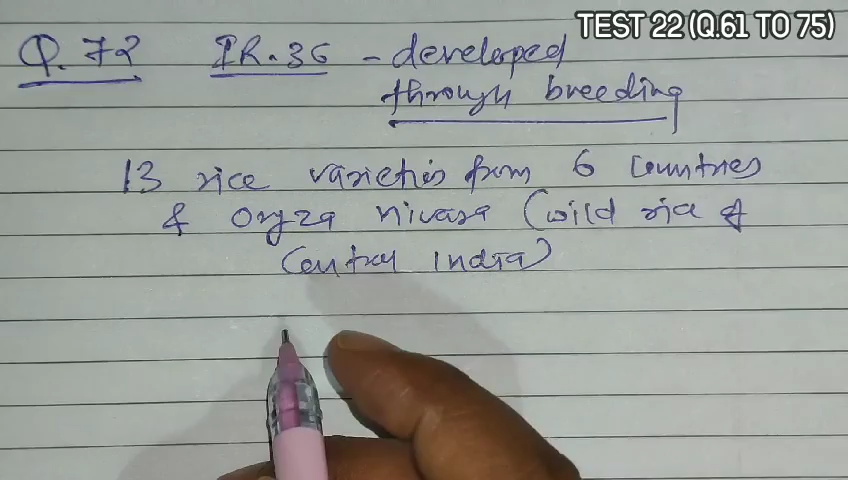 TEST 22 (Q.61 TO 75)
Q. 72 IR.36 - developed
through breeding
13 rice varieties from 6 Countries
& Oryza nivara (wild rice of
Central India)